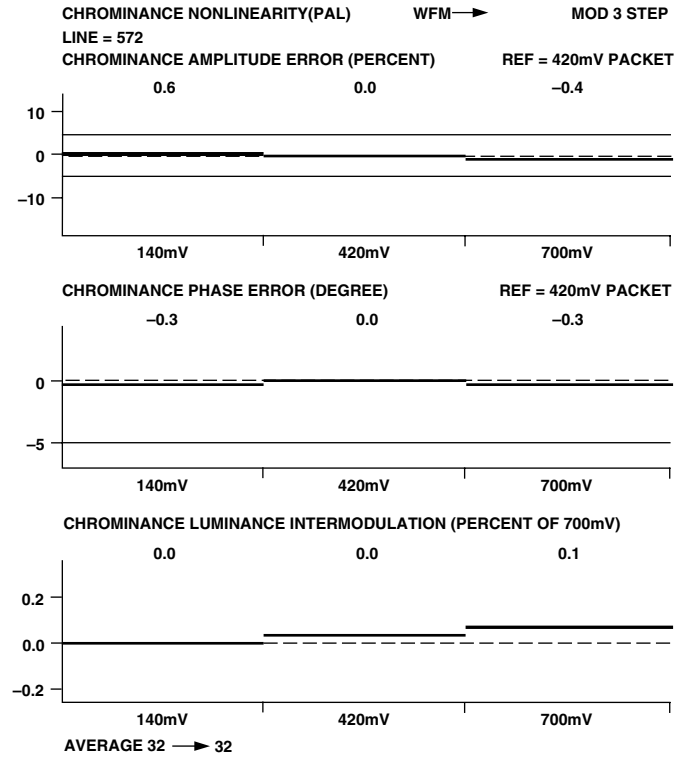 CHROMINANCE NONLINEARITY(PAL) WFM MOD 3 STEP
LINE = 572
CHROMINANCE AMPLITUDE ERROR (PERCENT) REF = 420mV PACKET
0.6 0.0 –0.4
10
0
–10
140mV 420mV 700mV
CHROMINANCE PHASE ERROR (DEGREE) REF = 420mV PACKET
–0.3 0.0 –0.3
0
–5
140mV 420mV 700mV
CHROMINANCE LUMINANCE INTERMODULATION (PERCENT OF 700mV)
0.0 0.0 0.1
0.2
0.0
–0.2
140mV 420mV 700mV
AVERAGE 32 32